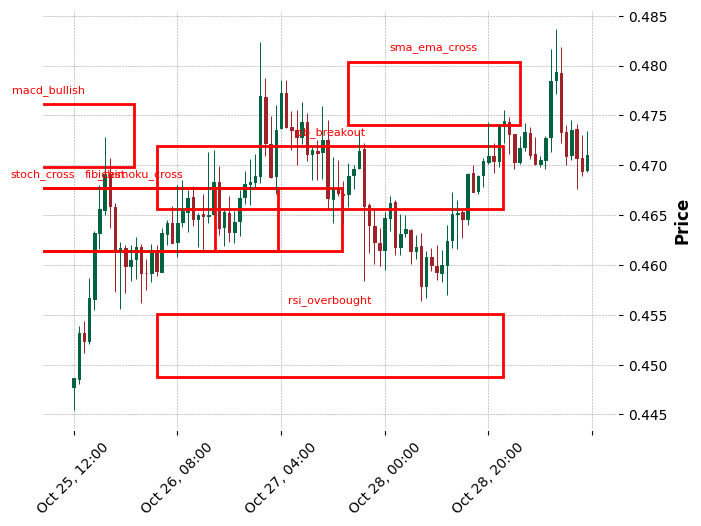 0.485
sma_ema_cross
0.480
macd_bullish
0.475
0.470
stoch_cross
0.465
0.460
rsi_overbought
0.455
0.450
0.445
Price
Oct 25, 12:00
Oct 26, 08:00
Oct 27, 04:00
Oct 28, 00:00
Oct 28, 20:00